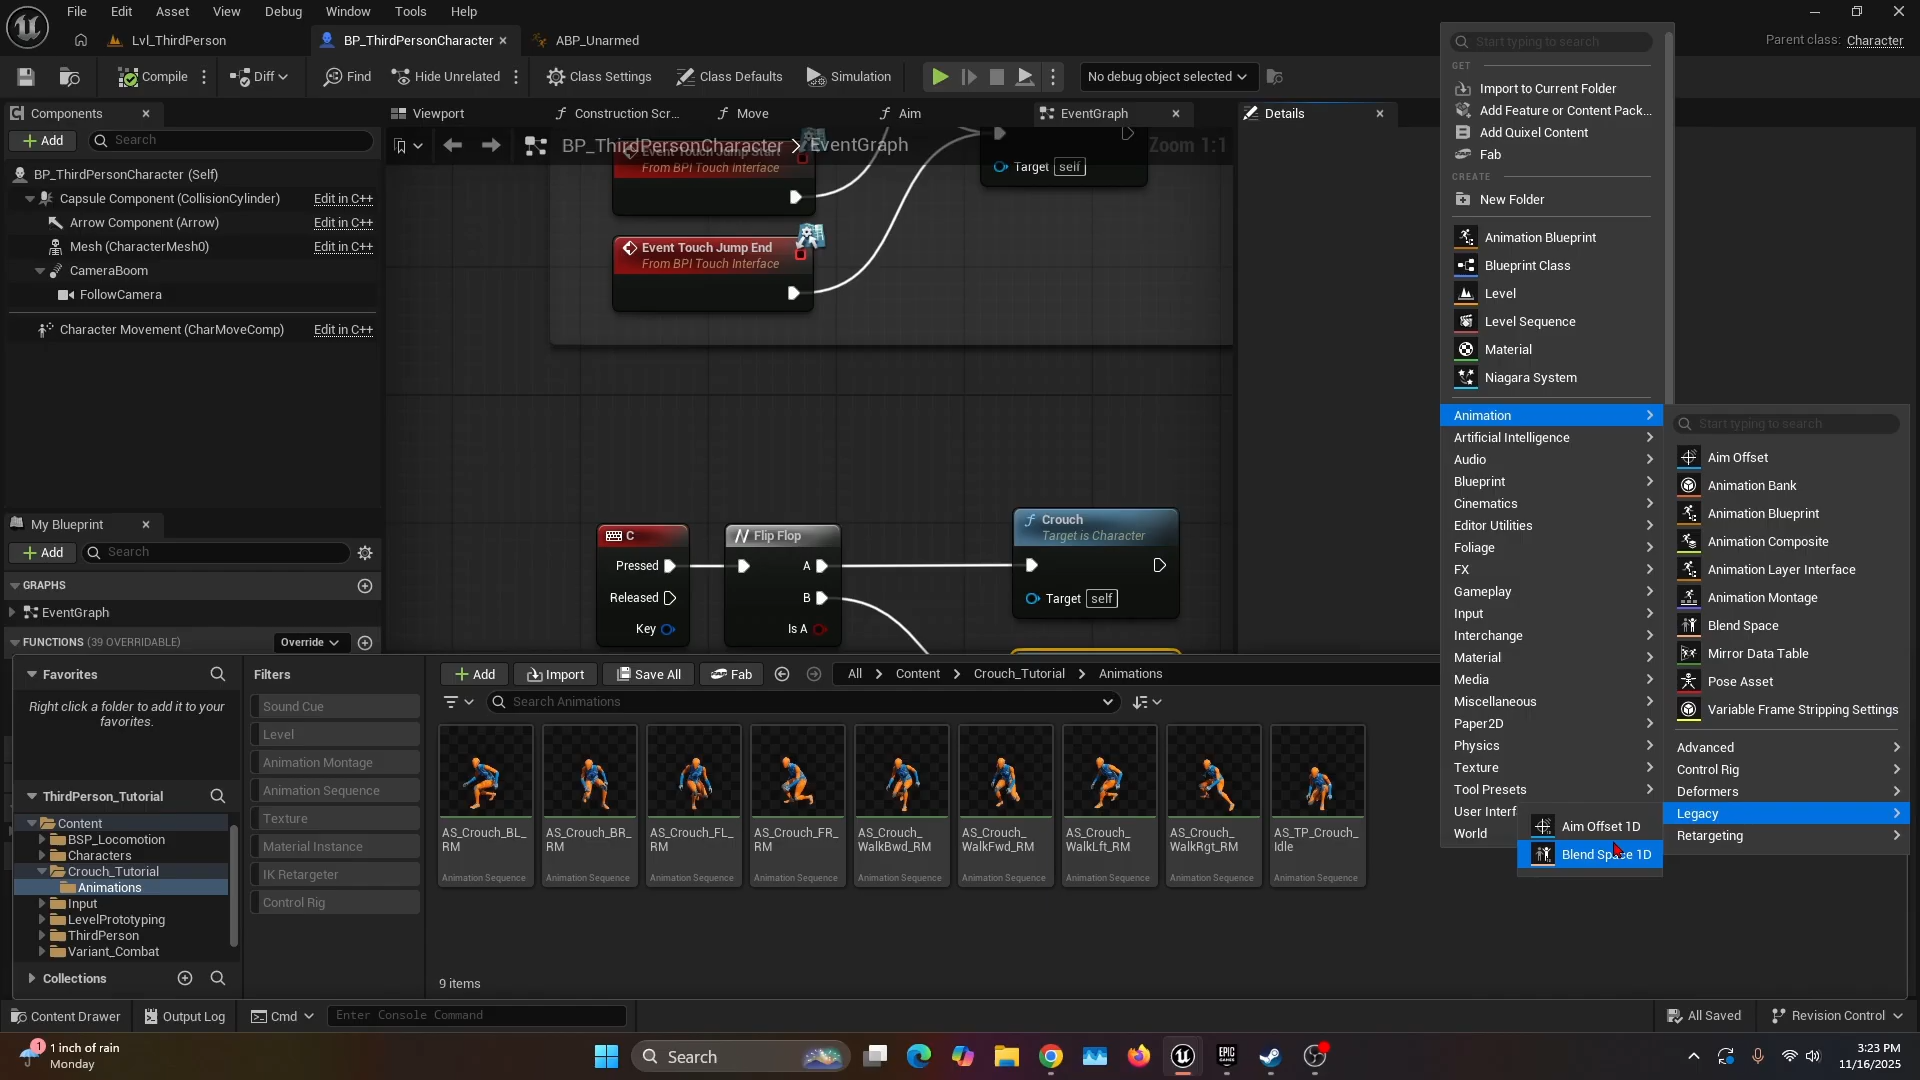 File Edit Asset View Debug Window Tools Help
Lvl_ThirdPerson
BP_ThirdPersonCharacter
ABP_Unarmed
Parent class: Character
Compile
Diff
Find
Hide Unrelated
Class Settings
Class Defaults
Simulation
No debug object selected
Components
Add
Search
BP_ThirdPersonCharacter (Self)
Capsule Component (CollisionCylinder) Edit in C++
Arrow Component (Arrow) Edit in C++
Mesh (CharacterMesh0) Edit in C++
CameraBoom
FollowCamera
Character Movement (CharMoveComp) Edit in C++
My Blueprint
Add
Search
GRAPHS
EventGraph
FUNCTIONS (39 OVERRIDABLE)
Override
Viewport
Construction Scr...
Move
Aim
EventGraph
Details
BP_ThirdPersonCharacter > EventGraph
Zoom 1:1
Event Touch Jump Start
From BPI Touch Interface
Target self
Event Touch Jump End
From BPI Touch Interface
C
Pressed
Released
Key
Flip Flop
A
B
Is A
Crouch
Target is Character
Target self
Start typing to search
GET
Import to Current Folder
Add Feature or Content Pack...
Add Quixel Content
Fab
CREATE
New Folder
Animation Blueprint
Blueprint Class
Level
Level Sequence
Material
Niagara System
Animation
Artificial Intelligence
Audio
Blueprint
Cinematics
Editor Utilities
Foliage
FX
Gameplay
Input
Interchange
Material
Media
Miscellaneous
Paper2D
Physics
Texture
Tool Presets
User Interf
World
Start typing to search
Aim Offset
Animation Bank
Animation Blueprint
Animation Composite
Animation Layer Interface
Animation Montage
Blend Space
Mirror Data Table
Pose Asset
Variable Frame Stripping Settings
Advanced
Control Rig
Deformers
Legacy
Retargeting
Aim Offset 1D
Blend Space 1D
Favorites
Right click a folder to add it to your
favorites.
ThirdPerson_Tutorial
Content
BSP_Locomotion
Characters
Crouch_Tutorial
Animations
Input
LevelPrototyping
ThirdPerson
Variant_Combat
Collections
Filters
Sound Cue
Level
Animation Montage
Animation Sequence
Texture
Material Instance
IK Retargeter
Control Rig
Add
Import
Save All
Fab
All > Content > Crouch_Tutorial > Animations
Search Animations
AS_Crouch_BL_
RM
Animation Sequence
AS_Crouch_BR_
RM
Animation Sequence
AS_Crouch_FL_
RM
Animation Sequence
AS_Crouch_FR_
RM
Animation Sequence
AS_Crouch_
WalkBwd_RM
Animation Sequence
AS_Crouch_
WalkFwd_RM
Animation Sequence
AS_Crouch_
WalkLft_RM
Animation Sequence
AS_Crouch_
WalkRgt_RM
Animation Sequence
AS_TP_Crouch_
Idle
Animation Sequence
9 items
Content Drawer
Output Log
Cmd
Enter Console Command
All Saved
Revision Control
1
1 inch of rain
Monday
Search
EPIC
GAMES
3:23 PM
11/16/2025